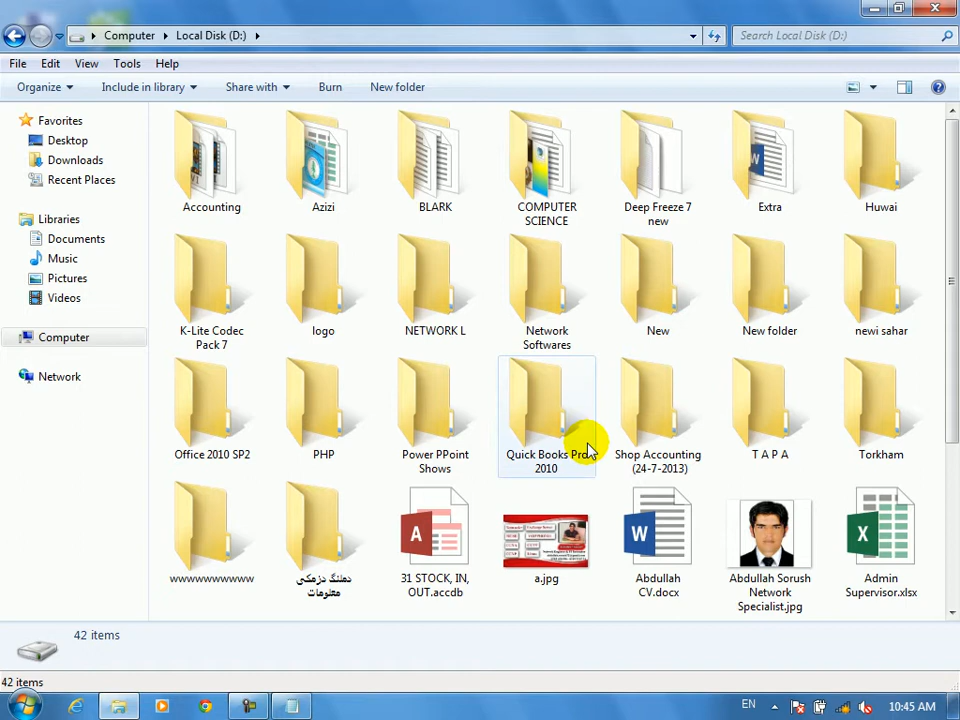 Computer ▸ Local Disk (D:) ▸
Search Local Disk (D:)
File Edit View Tools Help
Organize Include in library Share with Burn New folder
Favorites
Desktop
Downloads
Recent Places
Libraries
Documents
Music
Pictures
Videos
Computer
Network
Accounting
Azizi
BLARK
COMPUTER
SCIENCE
Deep Freeze 7
new
Extra
Huwai
K-Lite Codec
Pack 7
logo
NETWORK L
Network
Softwares
New
New folder
newi sahar
Office 2010 SP2
PHP
Power PPoint
Shows
Quick Books Pro
2010
Shop Accounting
(24-7-2013)
T A P A
Torkham
wwwwwwwwwww
دهلنگ دزمکی
معلومات
31 STOCK, IN,
OUT.accdb
a.jpg
Abdullah
CV.docx
Abdullah Sorush
Network
Specialist.jpg
Admin
Supervisor.xlsx
42 items
42 items
EN
10:45 AM